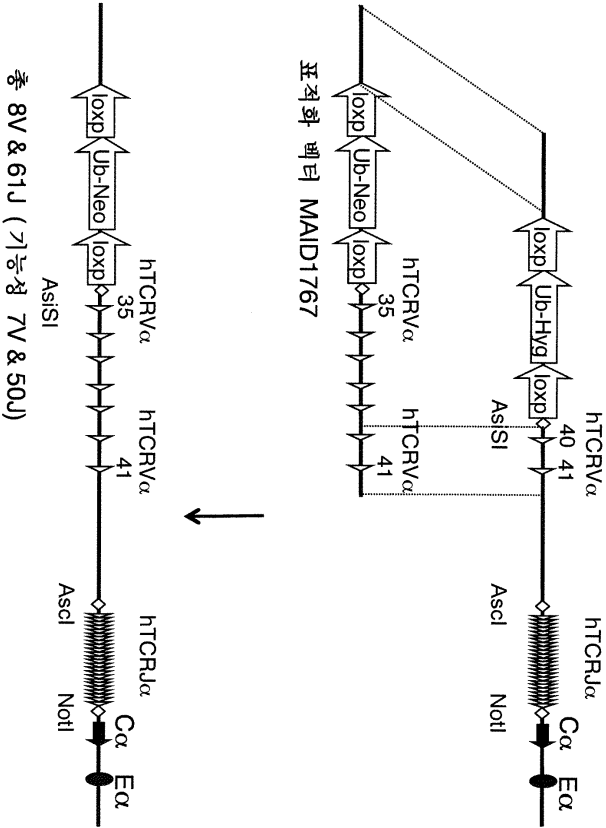 hTCRVα hTCRJα
40 41 Cα Eα
loxp Ub-Hyg loxp
AsiSI AscI NotI
hTCRVα hTCRVα
35 41
loxp Ub-Neo loxp
표적화 벡터 MAID1767
hTCRVα hTCRVα hTCRJα
35 41 Cα Eα
loxp Ub-Neo loxp
AsiSI AscI NotI
총 8V & 61J (기능성 7V & 50J)